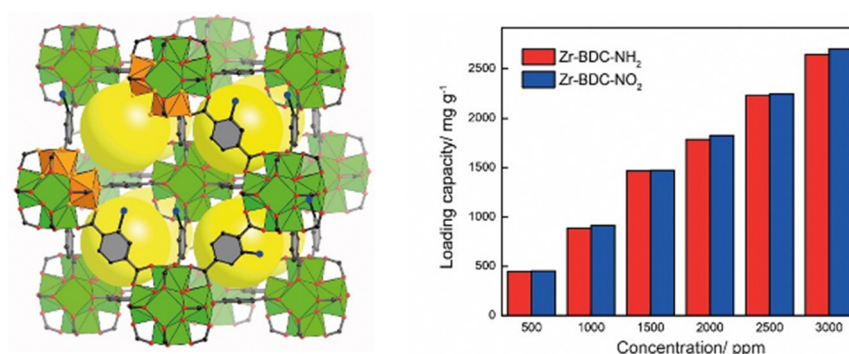 Zr-BDC-NH₂
Zr-BDC-NO₂
Loading capacity/ mg g⁻¹
2500
2000
1500
1000
500
0
500 1000 1500 2000 2500 3000
Concentration/ ppm